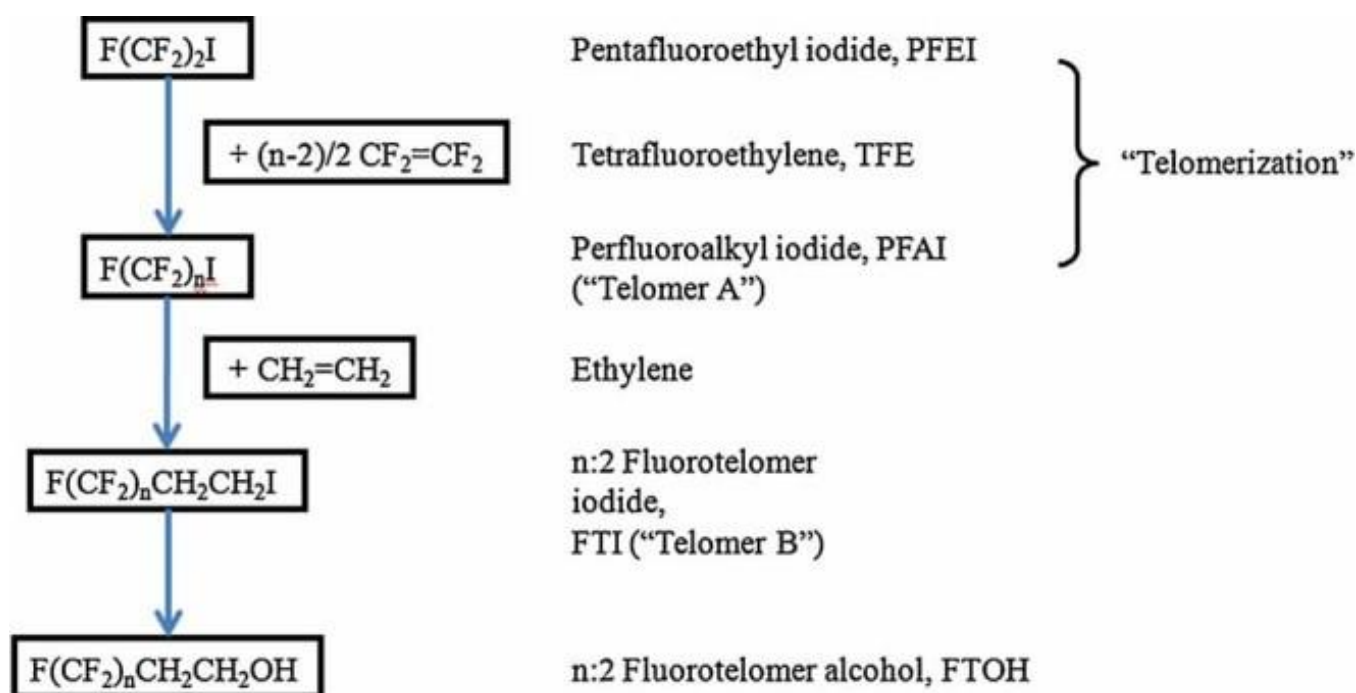 F(CF₂)₂I
Pentafluoroethyl iodide, PFEI
+ (n-2)/2 CF₂=CF₂
Tetrafluoroethylene, TFE
“Telomerization”
F(CF₂)ₙI
Perfluoroalkyl iodide, PFAI
(“Telomer A”)
+ CH₂=CH₂
Ethylene
F(CF₂)ₙCH₂CH₂I
n:2 Fluorotelomer
iodide,
FTI (“Telomer B”)
F(CF₂)ₙCH₂CH₂OH
n:2 Fluorotelomer alcohol, FTOH